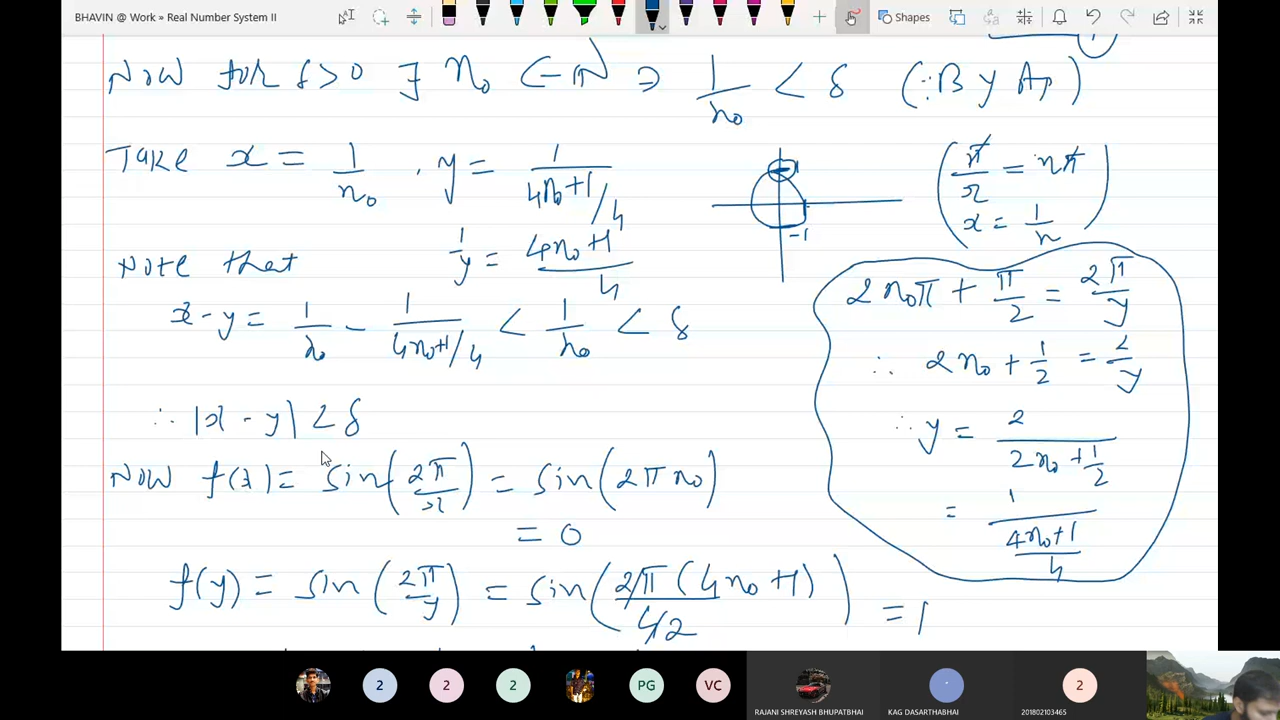 BHAVIN @ Work » Real Number System II
Shapes
Now for δ>0 ∃ n₀ ∈ N ∋ 1/n₀ < δ (∵ By AP)
Take x = 1/n₀ , y = 1/(4n₀+1/4)
1
-1
(π/x = nπ
x = 1/n)
1/y = (4n₀+1)/4
Note that
x-y = 1/n₀ - 1/(4n₀+1/4) < 1/n₀ < δ
∴ |x-y| < δ
Now f(x) = sin(2π/x) = sin(2πn₀)
= 0
f(y) = sin(2π/y) = sin(2π(4n₀+1)/4/2) = 1
2n₀π + π/2 = 2π/y
∴ 2n₀ + 1/2 = 2/y
∴ y = 2/(2n₀ + 1/2)
= 1/((4n₀+1)/4)
2
2
2
PG
VC
2
RAJANI SHREYASH BHUPATBHAI
KAG DASARTHABHAI
201802103465